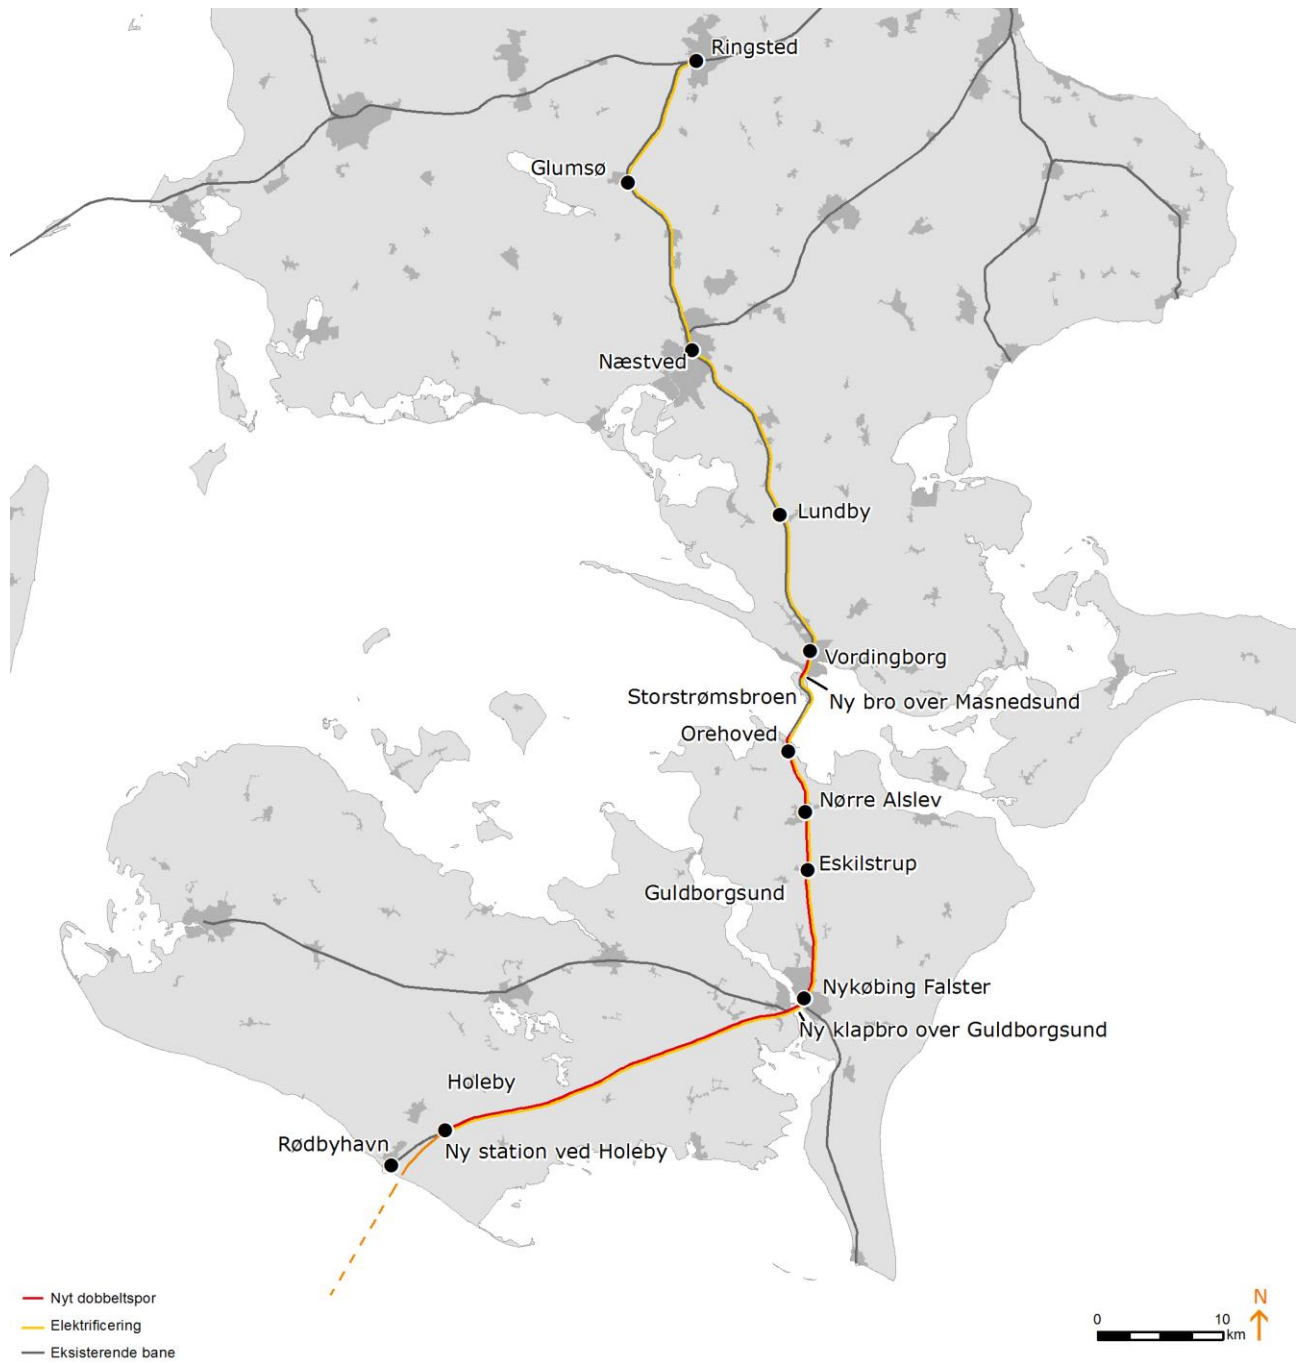 Ringsted
Glumsø
Næstved
Lundby
Vordingborg
Storstrømsbroen
Ny bro over Masnedsund
Orehoved
Nørre Alslev
Eskilstrup
Guldborgsund
Nykøbing Falster
Ny klapbro over Guldborgsund
Holeby
Rødbyhavn
Ny station ved Holeby
Nyt dobbeltspor
Elektrificering
Eksisterende bane
0 10
km
N